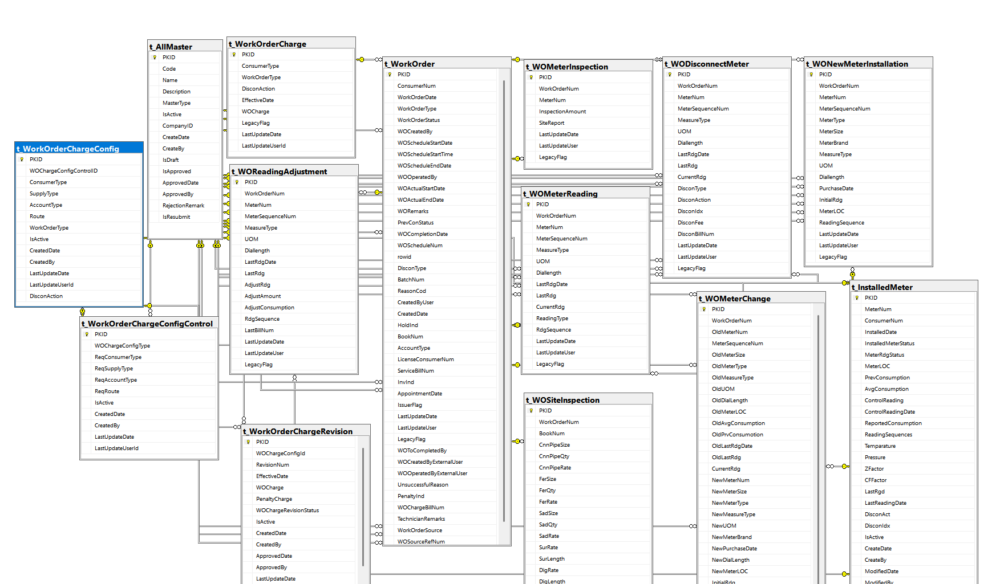 t_AllMaster
PKID
Code
Name
Description
MasterType
IsActive
CompanyID
CreateDate
CreateBy
IsDraft
IsApproved
ApprovedDate
ApprovedBy
RejectionRemark
IsResubmit
t_WorkOrderCharge
PKID
ConsumerType
WorkOrderType
DisconAction
EffectiveDate
WOCharge
LegacyFlag
LastUpdateDate
LastUpdateUserId
t_WorkOrder
PKID
ConsumerNum
WorkOrderDate
WorkOrderType
WorkOrderStatus
WOCreatedBy
WOScheduleStartDate
WOScheduleStartTime
WOScheduleEndDate
WOOperatedBy
WOActualStartDate
WOActualEndDate
WORemarks
PrevConStatus
WOCompletionDate
WOScheduleNum
rowid
DisconType
BatchNum
ReasonCod
CreatedByUser
CreatedDate
HoldInd
BookNum
AccountType
LicenseConsumerNum
ServiceBillNum
InvInd
AppointmentDate
IssuerFlag
LastUpdateDate
LastUpdateUser
LegacyFlag
WOToCompletedBy
WOCreatedByExternalUser
WOOperatedByExternalUser
UnsuccessfulReason
PenaltyInd
WOChargeBillNum
TechnicianRemarks
WorkOrderSource
WOSourceRefNum
t_WOMeterInspection
PKID
WorkOrderNum
MeterNum
InspectionAmount
SiteReport
LastUpdateDate
LastUpdateUser
LegacyFlag
t_WODisconnectMeter
PKID
WorkOrderNum
MeterNum
MeterSequenceNum
MeasureType
UOM
Diallength
LastRdgDate
LastRdg
CurrentRdg
DisconType
DisconAction
DisconIdx
DisconFee
DisconBillNum
LastUpdateDate
LastUpdateUser
LegacyFlag
t_WONewMeterInstallation
PKID
WorkOrderNum
MeterNum
MeterSequenceNum
MeterType
MeterSize
MeterBrand
MeasureType
UOM
Diallength
PurchaseDate
InitialRdg
MeterLOC
ReadingSequence
LastUpdateDate
LastUpdateUser
LegacyFlag
t_WorkOrderChargeConfig
PKID
WOChargeConfigControlID
ConsumerType
SupplyType
AccountType
Route
WorkOrderType
IsActive
CreatedDate
CreatedBy
LastUpdateDate
LastUpdateUserId
DisconAction
t_WOReadingAdjustment
PKID
WorkOrderNum
MeterNum
MeterSequenceNum
MeasureType
UOM
Diallength
LastRdgDate
LastRdg
AdjustRdg
AdjustAmount
AdjustConsumption
RdgSequence
LastBillNum
LastUpdateDate
LastUpdateUser
LegacyFlag
t_WOMeterReading
PKID
WorkOrderNum
MeterNum
MeterSequenceNum
MeasureType
UOM
Diallength
LastRdgDate
LastRdg
CurrentRdg
ReadingType
RdgSequence
LastUpdateDate
LastUpdateUser
LegacyFlag
t_WOMeterChange
PKID
WorkOrderNum
OldMeterNum
MeterSequenceNum
OldMeterSize
OldMeterType
OldMeasureType
OldUOM
OldDialLength
OldMeterLOC
OldAvgConsumption
OldPrvConsumotion
OldLastRdgDate
OldLastRdg
CurrentRdg
NewMeterNum
NewMeterSize
NewMeterType
NewMeasureType
NewUOM
NewMeterBrand
NewPurchaseDate
NewDialLength
NewMeterLOC
InitialRdg
t_InstalledMeter
PKID
MeterNum
ConsumerNum
InstalledDate
InstalledMeterStatus
MeterRdgStatus
MeterLOC
PrevConsumption
AvgConsumption
ControlReading
ControlReadingDate
ReportedConsumption
ReadingSequences
Temparature
Pressure
ZFactor
CFFactor
LastRgd
LastReadingDate
DisconAct
DisconIdx
IsActive
CreateDate
CreateBy
ModifiedDate
ModifiedBy
t_WorkOrderChargeConfigControl
PKID
WOChargeConfigType
ReqConsumerType
ReqSupplyType
ReqAccountType
ReqRoute
IsActive
CreatedDate
CreatedBy
LastUpdateDate
LastUpdateUserId
t_WorkOrderChargeRevision
PKID
WOChargeConfigId
RevisionNum
EffectiveDate
WOCharge
PenaltyCharge
WOChargeRevisionStatus
IsActive
CreatedDate
CreatedBy
ApprovedDate
ApprovedBy
LastUpdateDate
t_WOSiteInspection
PKID
WorkOrderNum
BookNum
CnnPipeSize
CnnPipeQty
CnnPipeRate
FerSize
FerQty
FerRate
SadSize
SadQty
SadRate
SurRate
SurLength
DigRate
DigLength